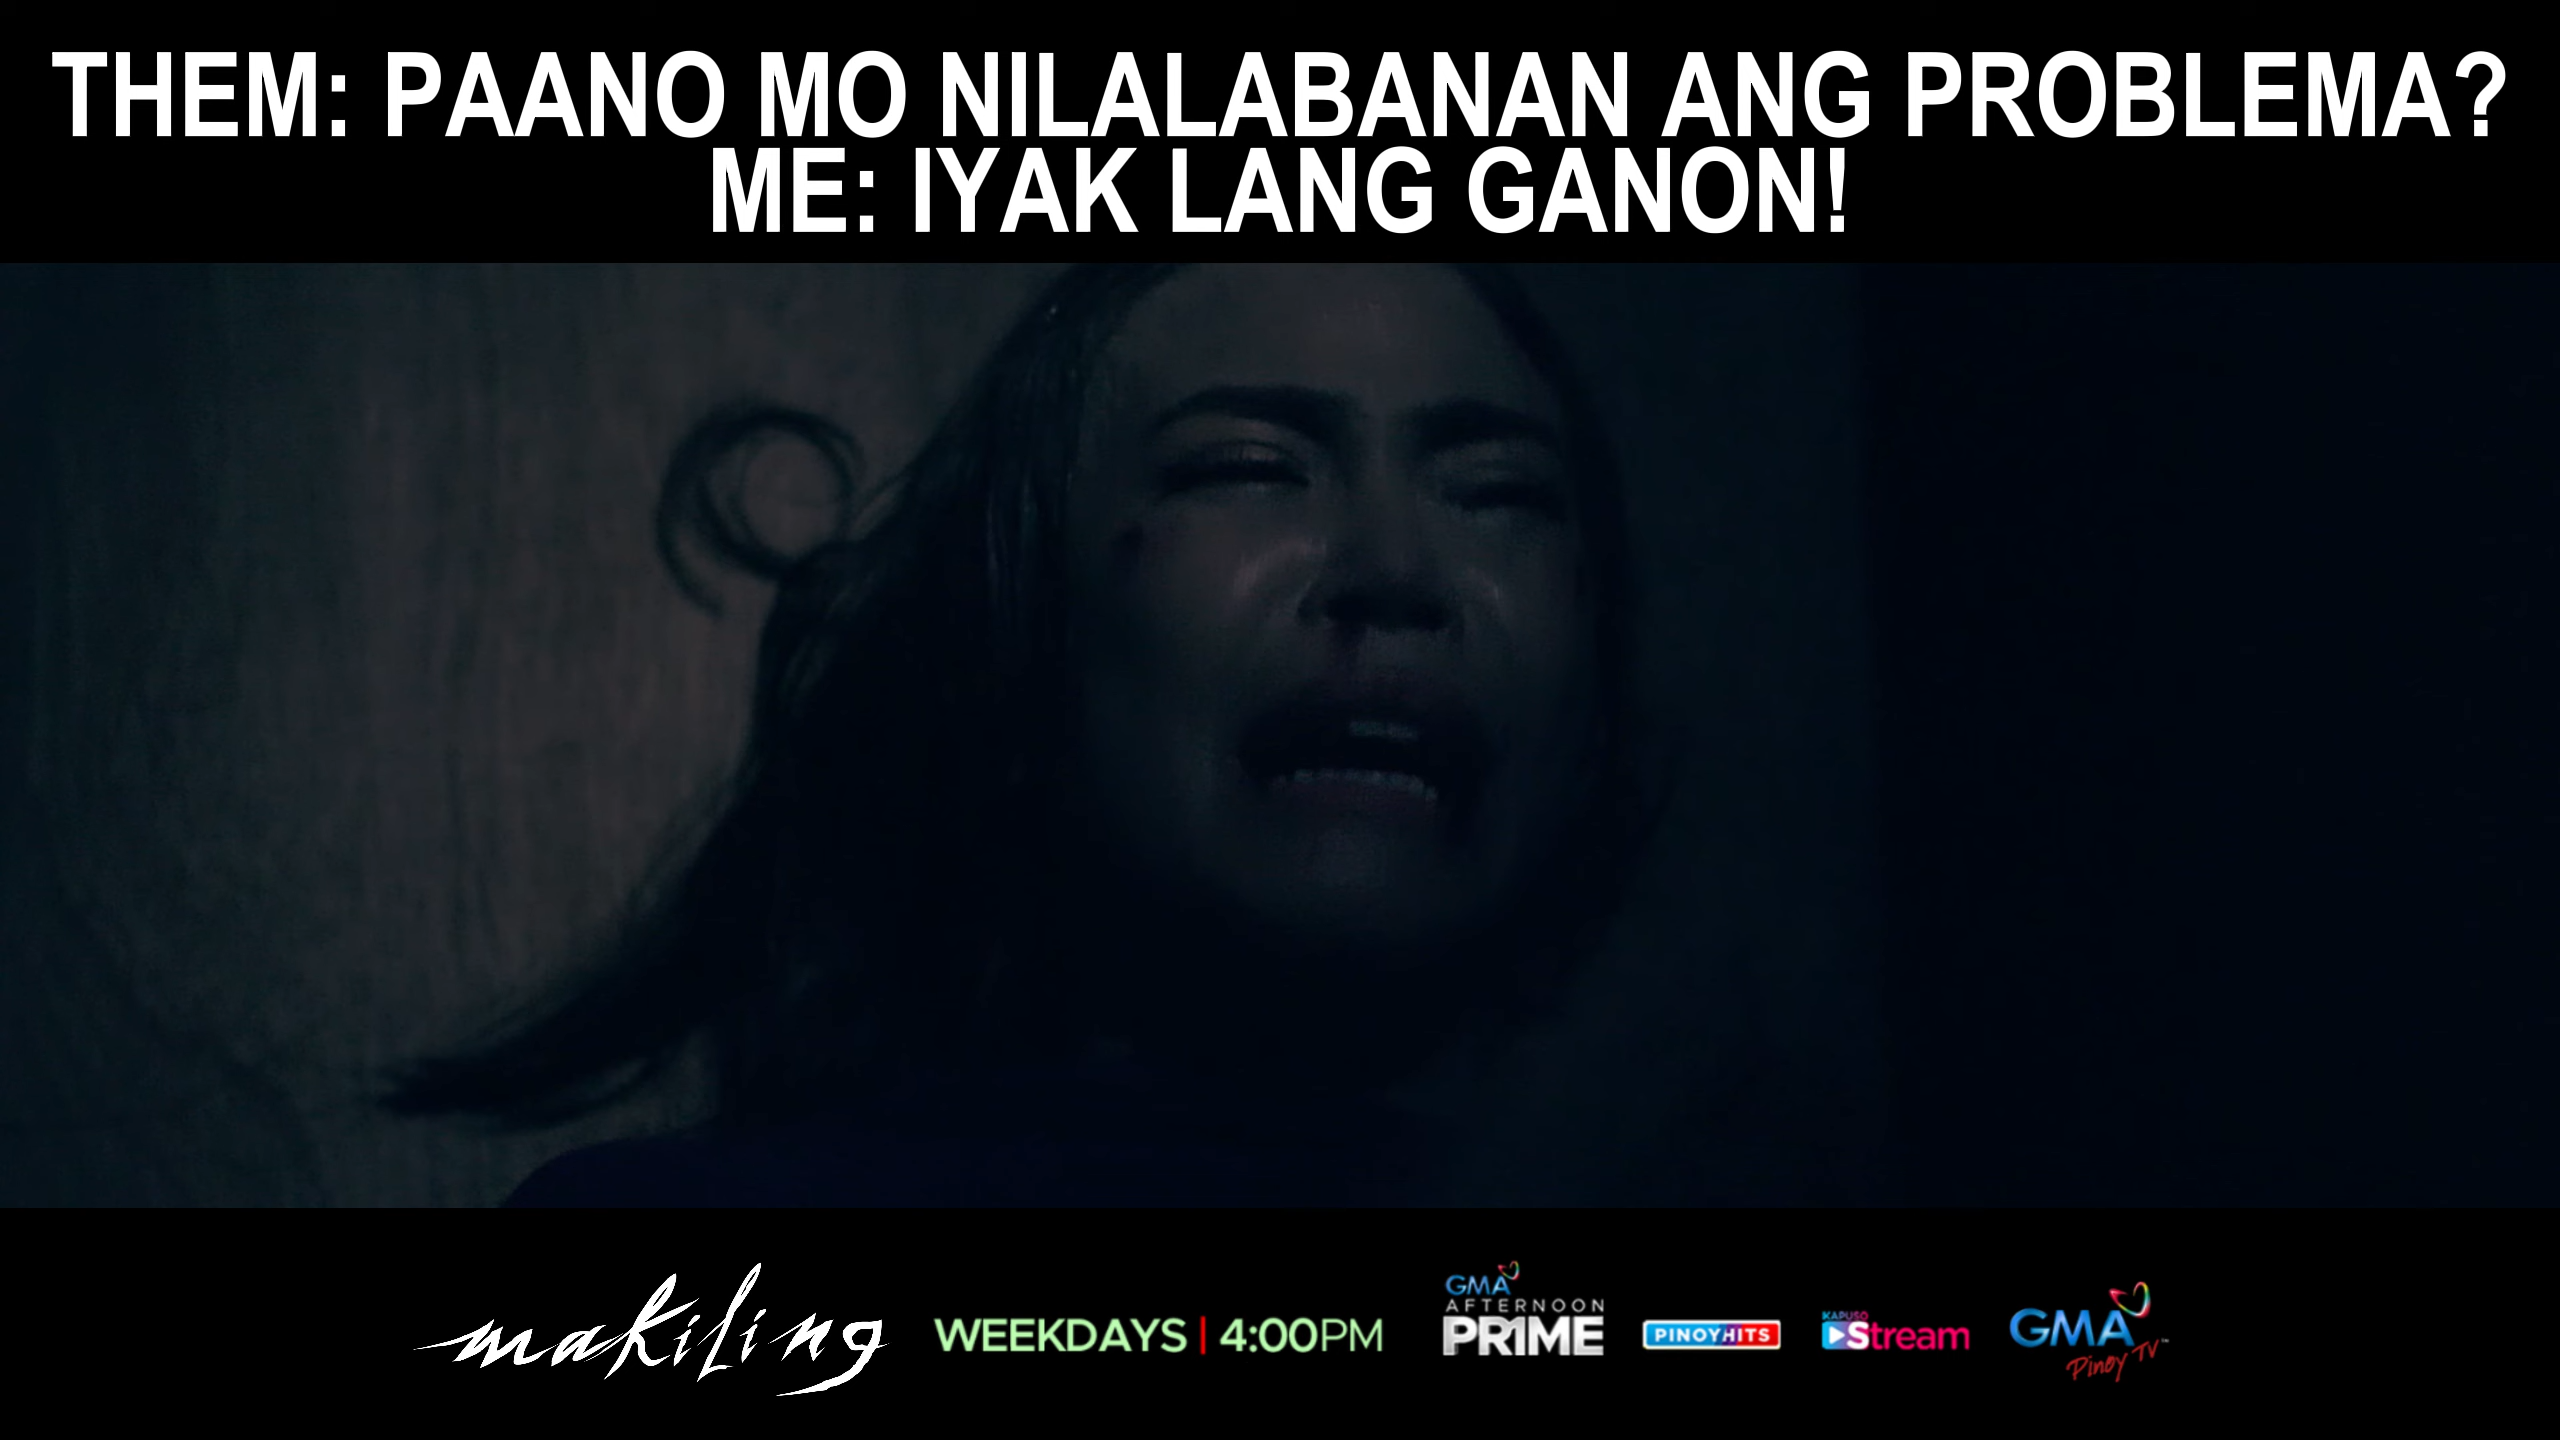 THEM: PAANO MO NILALABANAN ANG PROBLEMA?
ME: IYAK LANG GANON!
makiling
WEEKDAYS | 4:00PM
GMA
AFTERNOON
PR1ME
PINOYHITS
KAPUSO
Stream
GMA
Pinoy TV